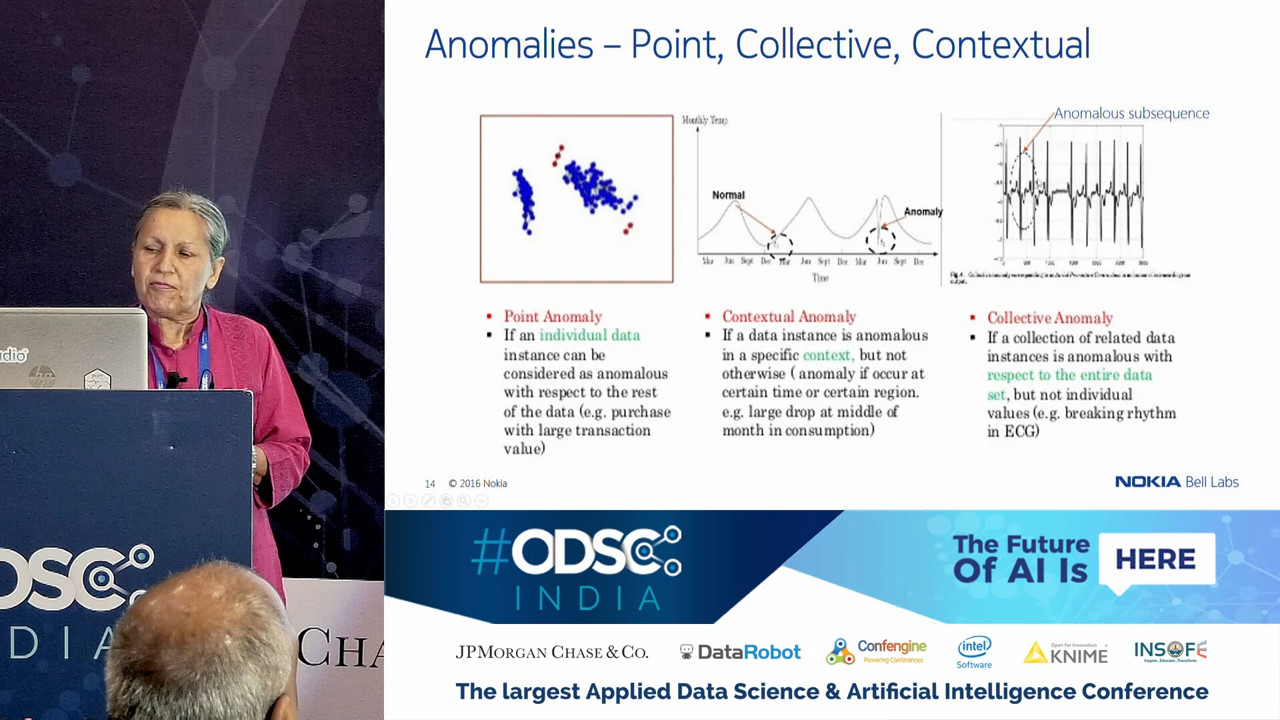 Anomalies – Point, Collective, Contextual
Monthly Temp
Normal
Anomaly
Mar Jun Sept Dec Mar Jun Sept Dec Mar Jun Sept Dec
Time
Anomalous subsequence
Point Anomaly
If an individual data
instance can be
considered as anomalous
with respect to the rest
of the data (e.g. purchase
with large transaction
value)
Contextual Anomaly
If a data instance is anomalous
in a specific context, but not
otherwise ( anomaly if occur at
certain time or certain region.
e.g. large drop at middle of
month in consumption)
Collective Anomaly
If a collection of related data
instances is anomalous with
respect to the entire data
set, but not individual
values (e.g. breaking rhythm
in ECG)
14 © 2016 Nokia
NOKIA Bell Labs
udio
hp
DSC
INDIA
CHA
#ODSC
INDIA
The Future
Of AI Is HERE
JPMORGAN CHASE & CO.
DataRobot
Confengine
Powering Conferences
intel
Software
Open for Innovation
KNIME
INSOFE
Inspire...Educate...Transform.
The largest Applied Data Science & Artificial Intelligence Conference